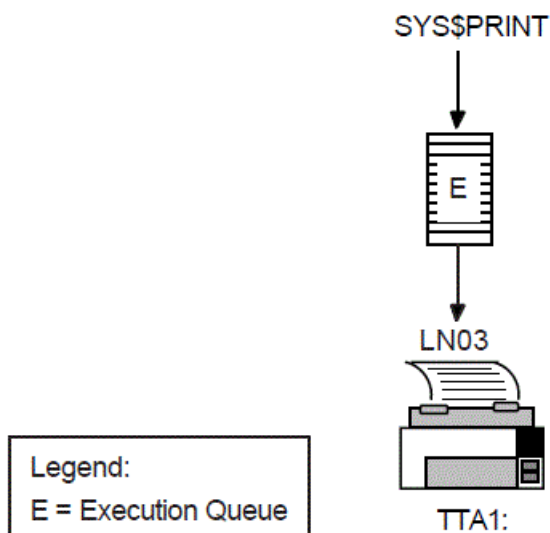 SYS$PRINT
E
LN03
Legend:
E = Execution Queue
TTA1: